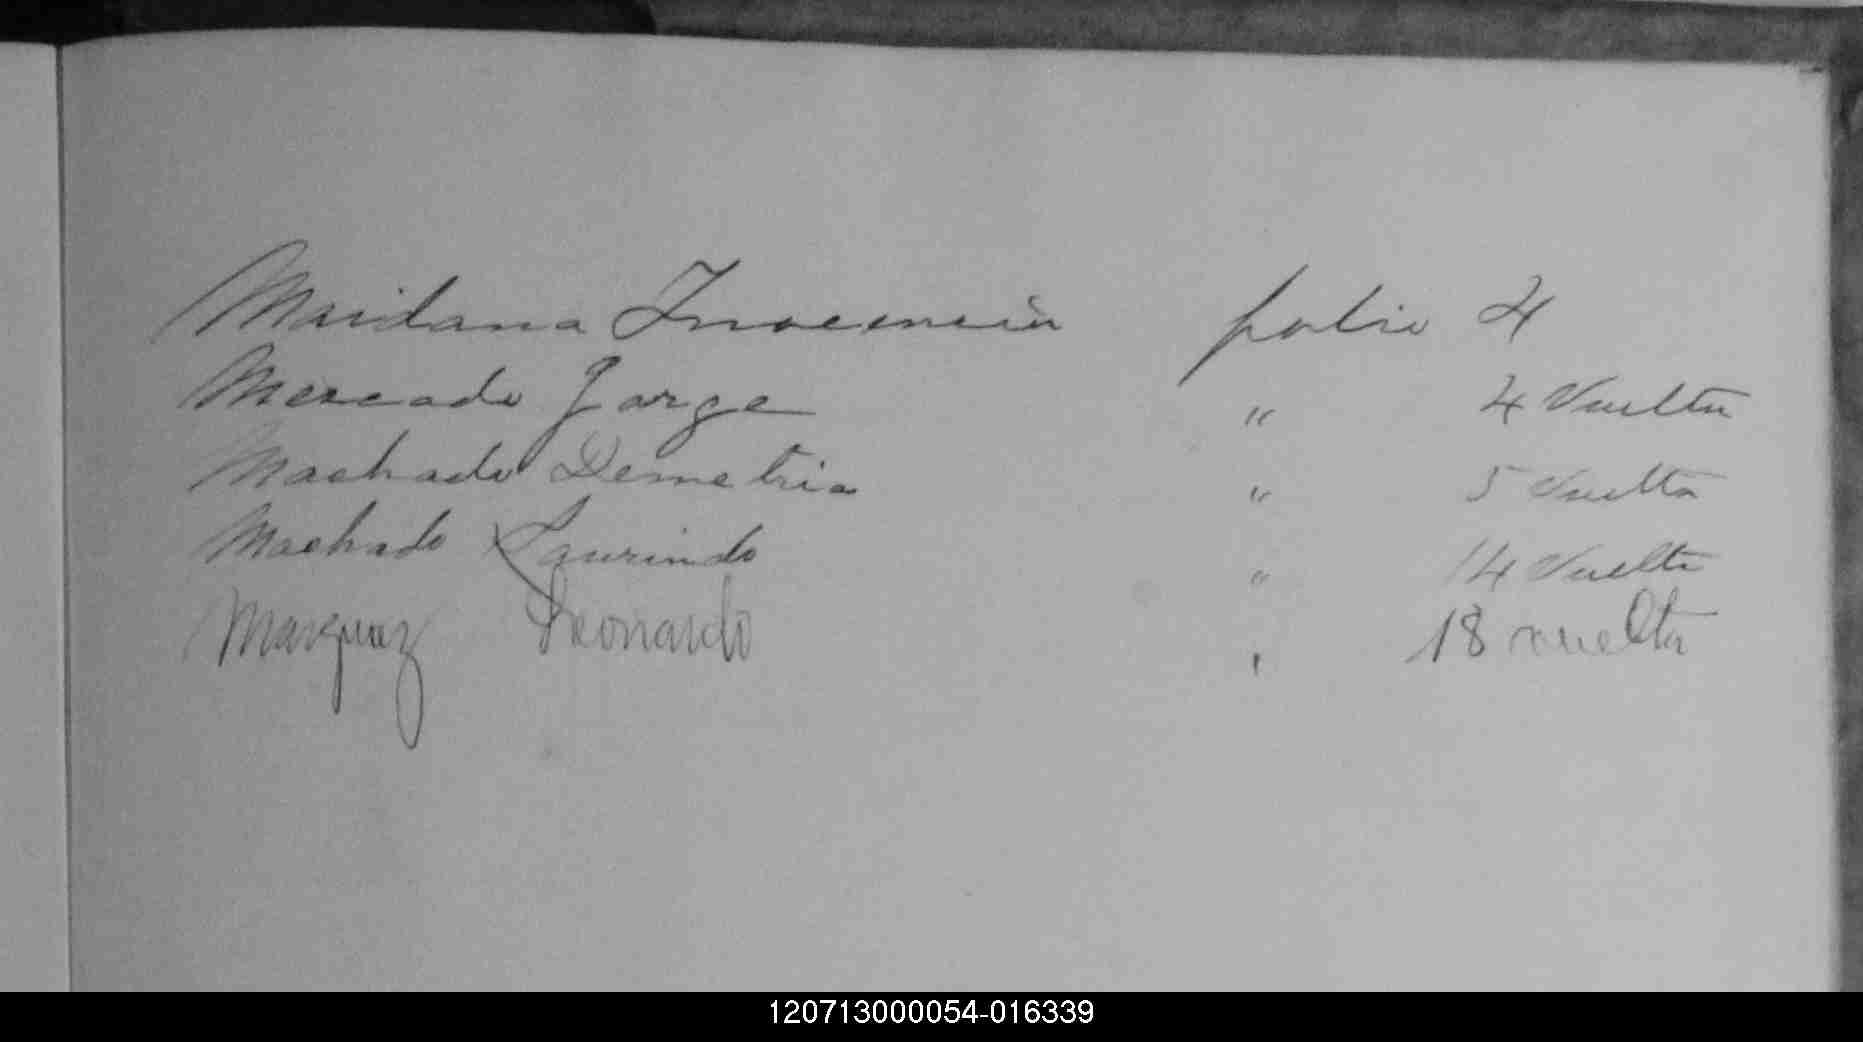 Maidana Inocencia folio 4
Mercado Jorge " 4 Vuelta
Machado Demetria " 5 Vuelta
Machado Laurindo " 14 Vuelta
Marquez Leonardo " 18 vuelta
120713000054-016339